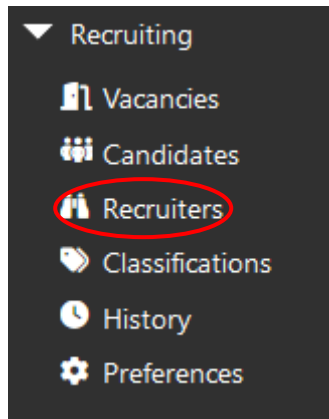 Recruiting
Vacancies
Candidates
Recruiters
Classifications
History
Preferences